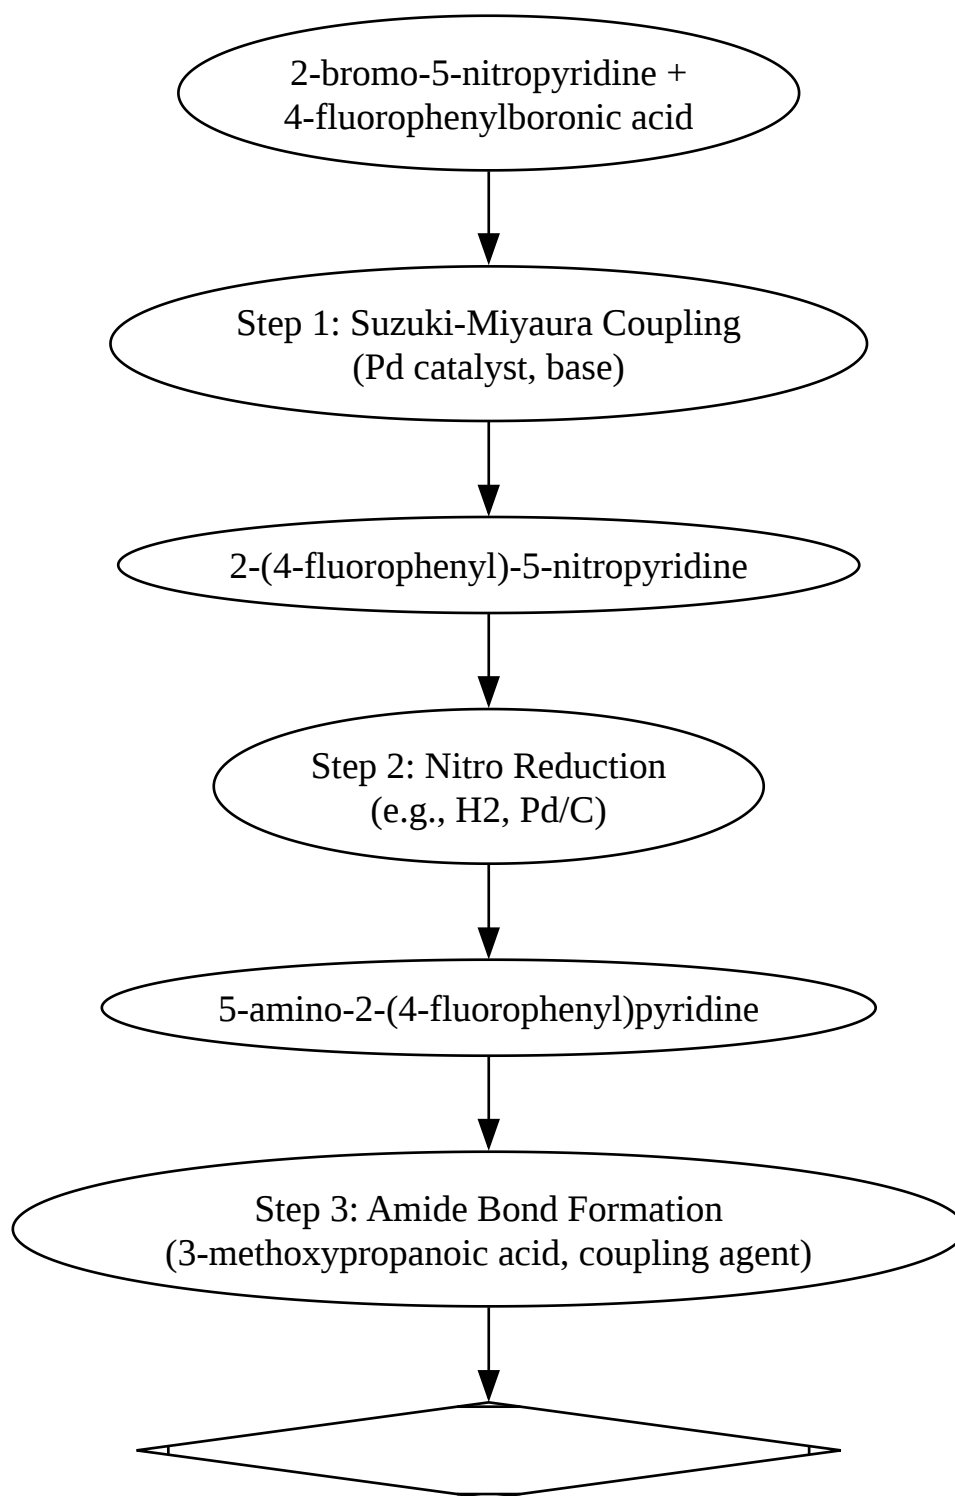 2-bromo-5-nitropyridine +
4-fluorophenylboronic acid
Step 1: Suzuki-Miyaura Coupling
(Pd catalyst, base)
2-(4-fluorophenyl)-5-nitropyridine
Step 2: Nitro Reduction
(e.g., H2, Pd/C)
5-amino-2-(4-fluorophenyl)pyridine
Step 3: Amide Bond Formation
(3-methoxypropanoic acid, coupling agent)